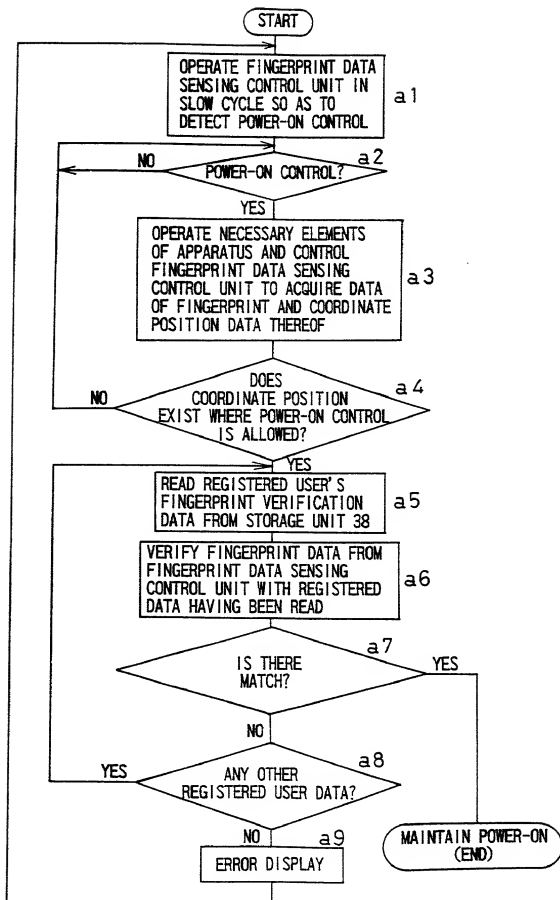 START
OPERATE FINGERPRINT DATA
SENSING CONTROL UNIT IN
SLOW CYCLE SO AS TO
DETECT POWER-ON CONTROL
a1
NO
POWER-ON CONTROL?
a2
YES
OPERATE NECESSARY ELEMENTS
OF APPARATUS AND CONTROL
FINGERPRINT DATA SENSING
CONTROL UNIT TO ACQUIRE DATA
OF FINGERPRINT AND COORDINATE
POSITION DATA THEREOF
a3
DOES
COORDINATE POSITION
EXIST WHERE POWER-ON CONTROL
IS ALLOWED?
a4
NO
YES
READ REGISTERED USER'S
FINGERPRINT VERIFICATION
DATA FROM STORAGE UNIT 38
a5
VERIFY FINGERPRINT DATA FROM
FINGERPRINT DATA SENSING
CONTROL UNIT WITH REGISTERED
DATA HAVING BEEN READ
a6
IS THERE
MATCH?
a7
YES
NO
ANY OTHER
REGISTERED USER DATA?
a8
YES
NO
ERROR DISPLAY
a9
MAINTAIN POWER-ON
(END)